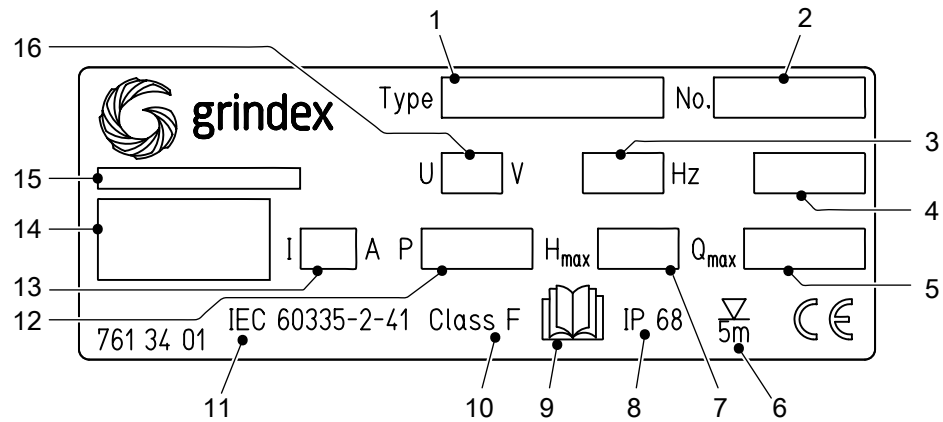 1 2
16
grindex Type No.
3
U V Hz
15
4
14
I A P Hmax Qmax
13 5
12
761 34 01 IEC 60335-2-41 Class F IP 68 5m CE
11 10 9 8 7 6